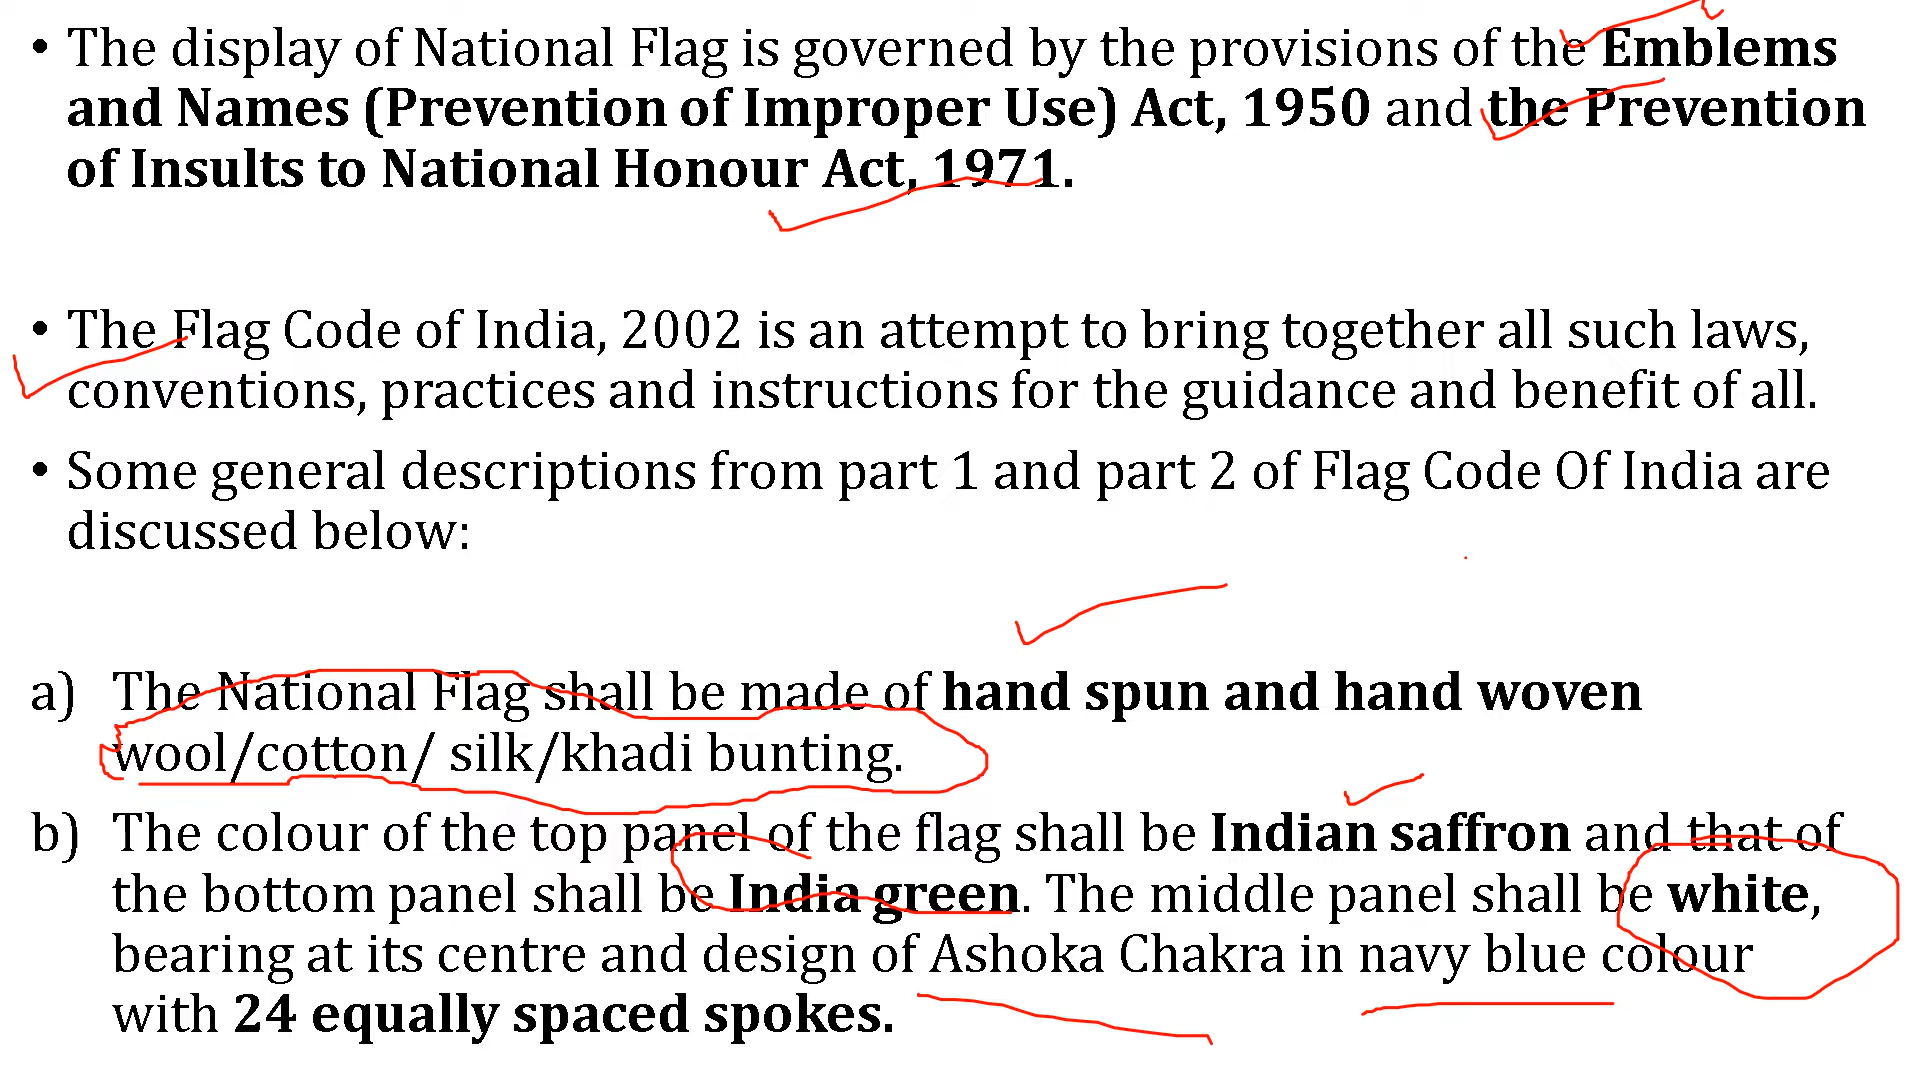 • The display of National Flag is governed by the provisions of the Emblems
and Names (Prevention of Improper Use) Act, 1950 and the Prevention
of Insults to National Honour Act, 1971.
• The Flag Code of India, 2002 is an attempt to bring together all such laws,
conventions, practices and instructions for the guidance and benefit of all.
• Some general descriptions from part 1 and part 2 of Flag Code Of India are
discussed below:
a) The National Flag shall be made of hand spun and hand woven
wool/cotton/ silk/khadi bunting.
b) The colour of the top panel of the flag shall be Indian saffron and that of
the bottom panel shall be India green. The middle panel shall be white,
bearing at its centre and design of Ashoka Chakra in navy blue colour
with 24 equally spaced spokes.